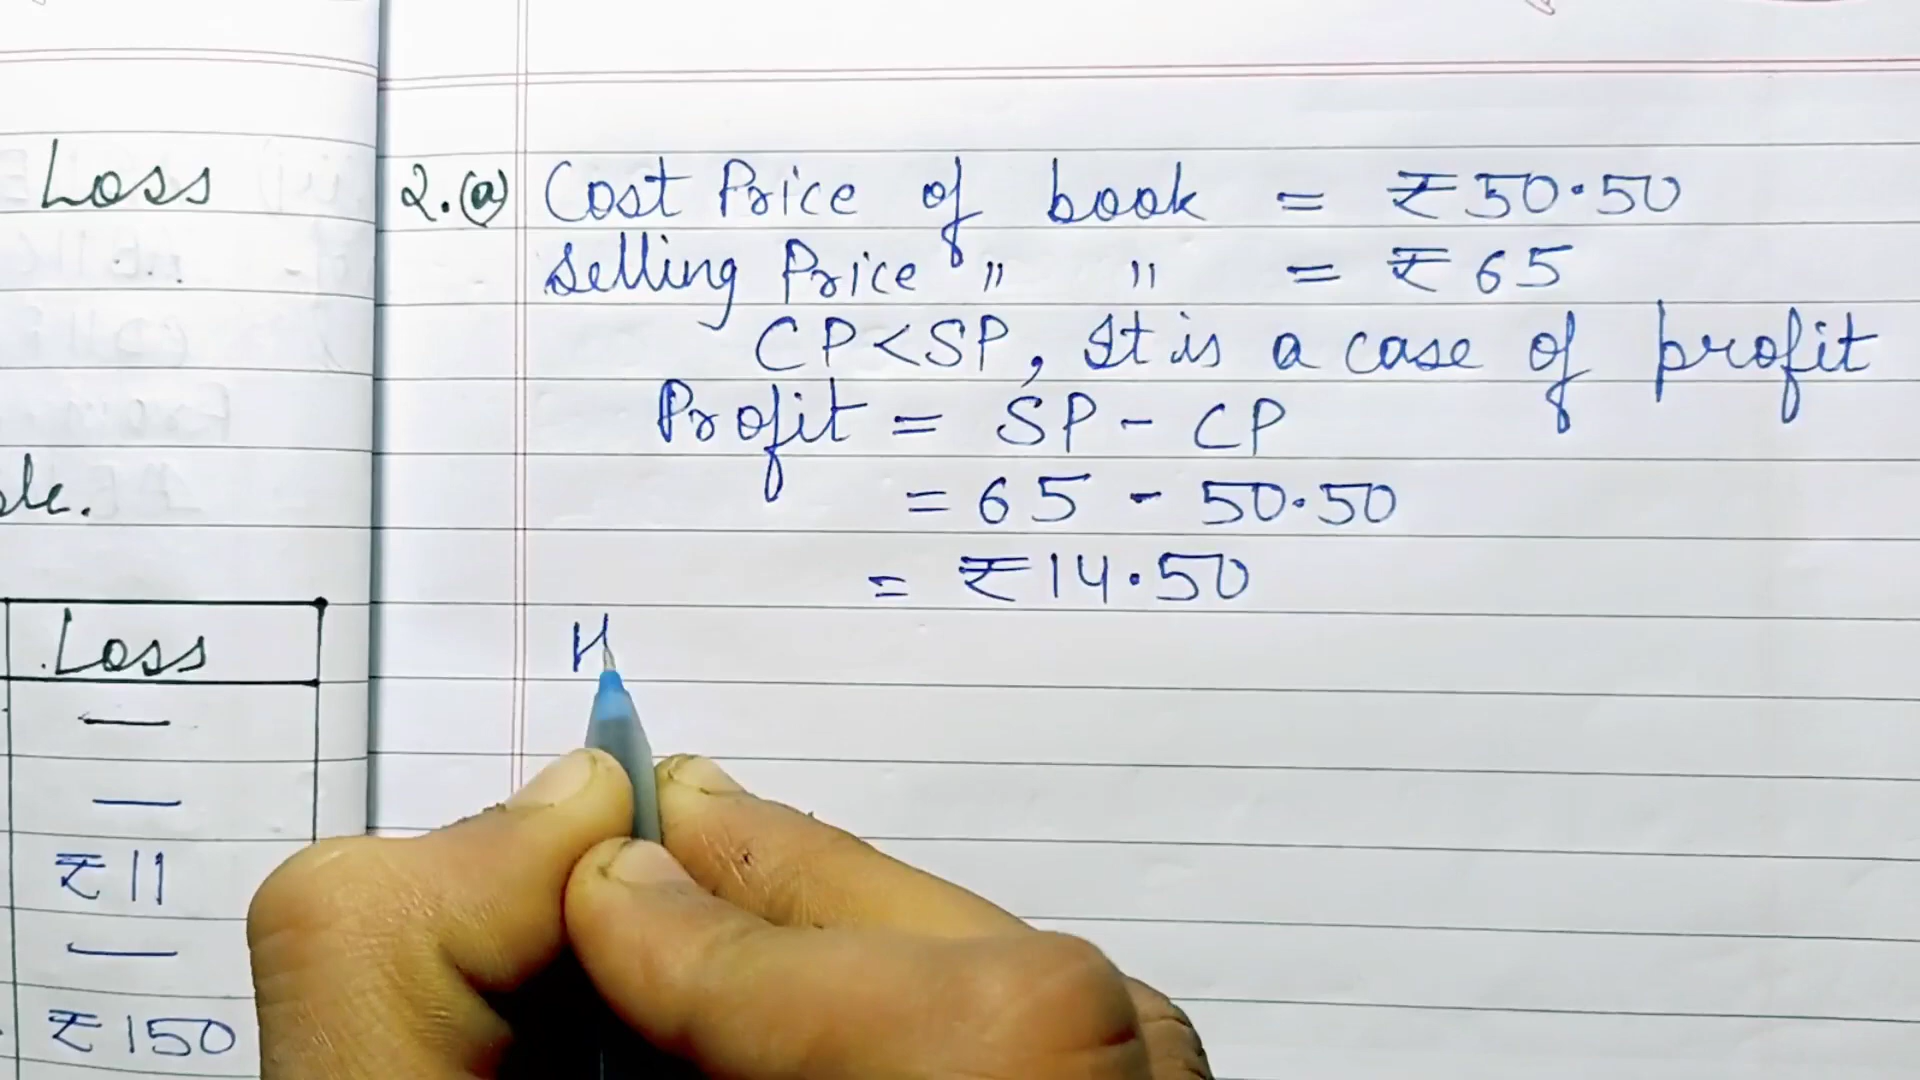 Loss
ble.
Loss
—
—
₹ 11
—
₹ 150
2.(a) Cost Price of book = ₹ 50.50
Selling Price " " = ₹ 65
CP < SP, It is a case of profit
Profit = SP - CP
= 65 - 50.50
= ₹ 14.50
H